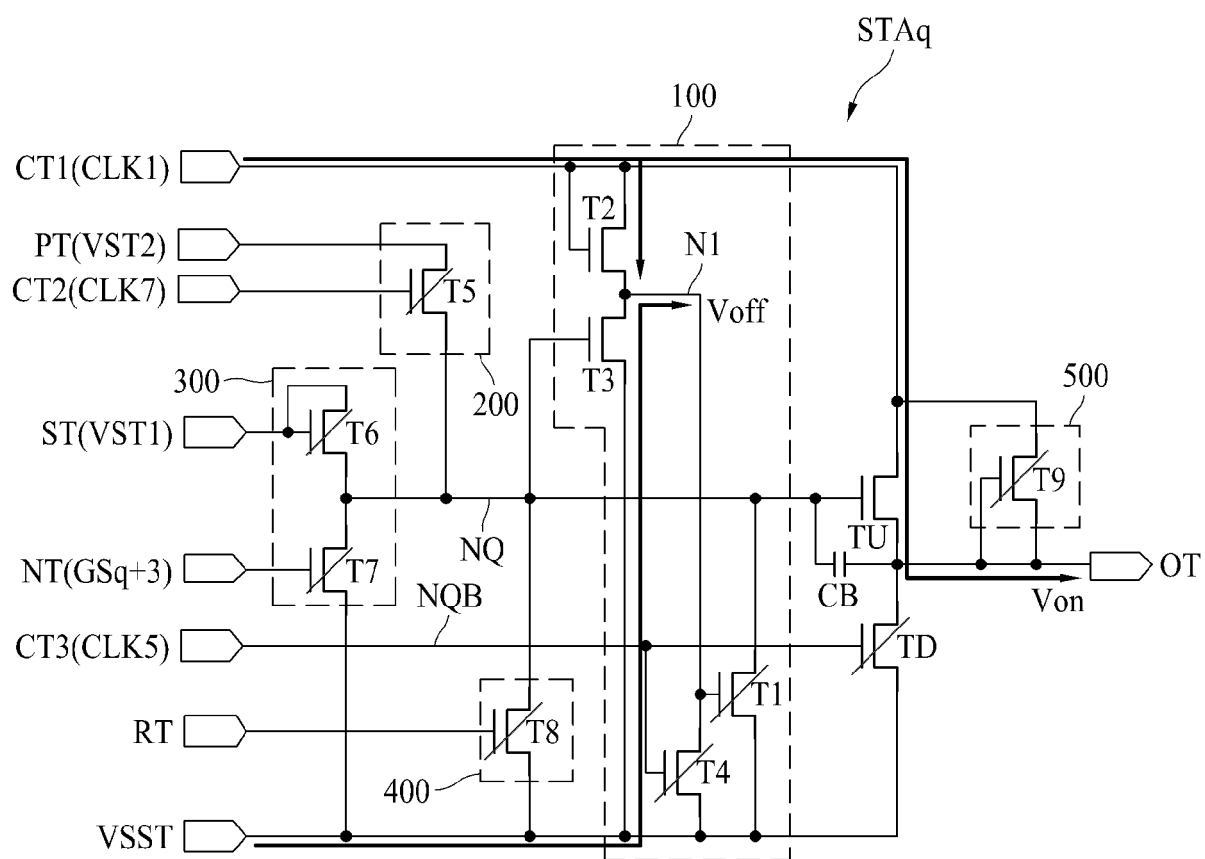 STAq
100
CT1(CLK1)
T2
PT(VST2)
N1
CT2(CLK7)
T5
Voff
T3
300
200
500
ST(VST1)
T6
T9
NQ
TU
NT(GSq+3)
T7
CB
OT
NQB
Von
CT3(CLK5)
TD
T1
RT
T8
T4
400
VSST